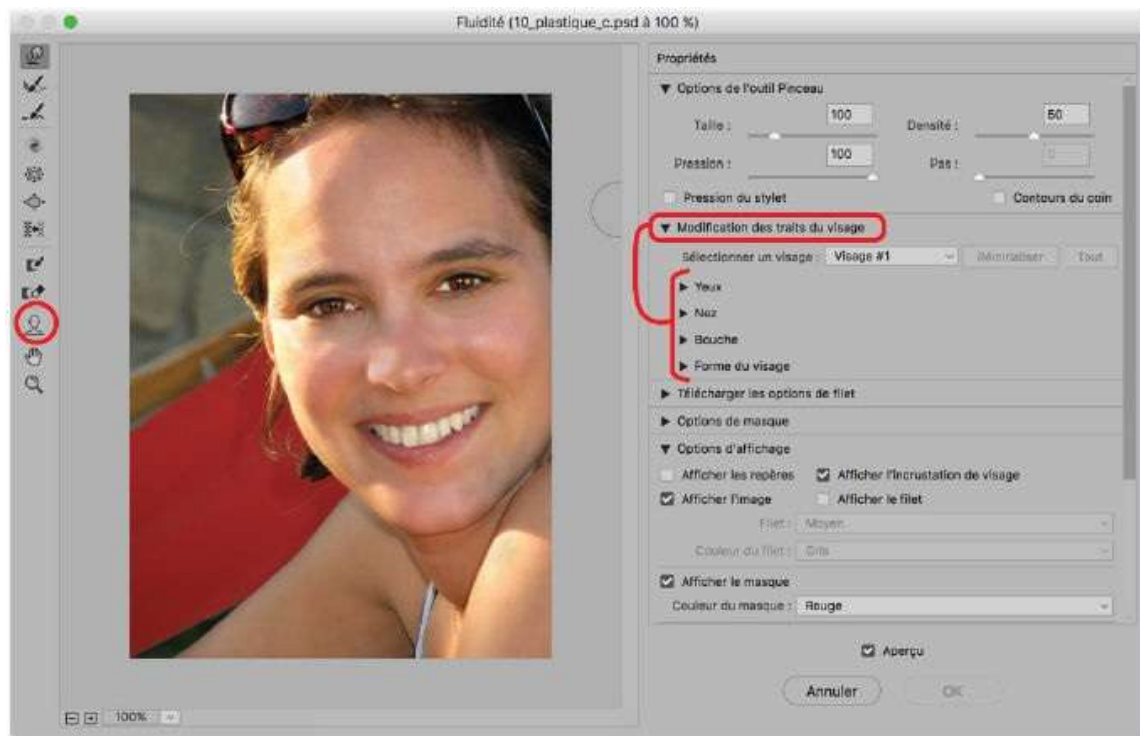 Fluidité (10_plastique_c.psd à 100 %)
Propriétés
Options de l'outil Pinceau
Taille : 100 Densité : 50
Pression : 100 Pas : 0
Pression du stylet Contours du coin
Modification des traits du visage
Sélectionner un visage : Visage #1 Réinitialiser Tout
Yeux
Nez
Bouche
Forme du visage
Télécharger les options de filet
Options de masque
Options d'affichage
Afficher les repères Afficher l'incrustation de visage
Afficher l'image Afficher le filet
Filet : Moyen
Couleur du filet : Gris
Afficher le masque
Couleur du masque : Rouge
Aperçu
Annuler OK
100%